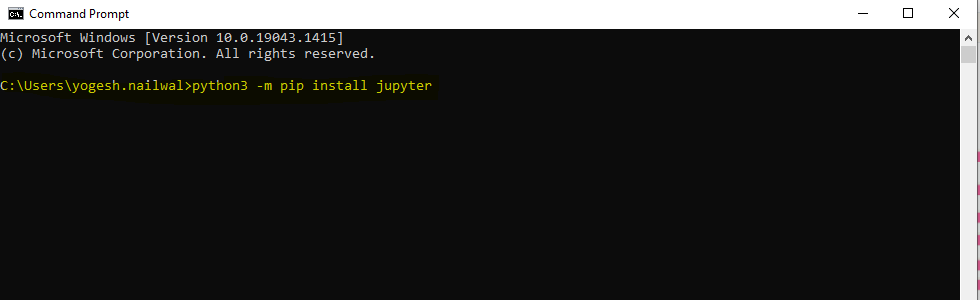 Command Prompt
Microsoft Windows [Version 10.0.19043.1415]
(c) Microsoft Corporation. All rights reserved.
C:\Users\yogesh.nailwal>python3 -m pip install jupyter